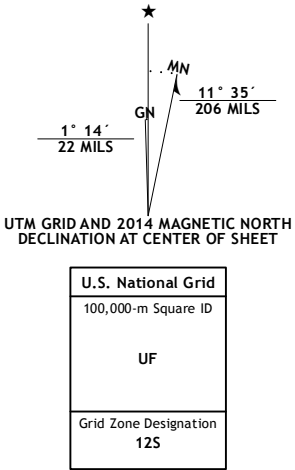 MN
11° 35´
206 MILS
GN
1° 14´
22 MILS
UTM GRID AND 2014 MAGNETIC NORTH
DECLINATION AT CENTER OF SHEET
U.S. National Grid
100,000-m Square ID
UF
Grid Zone Designation
12S